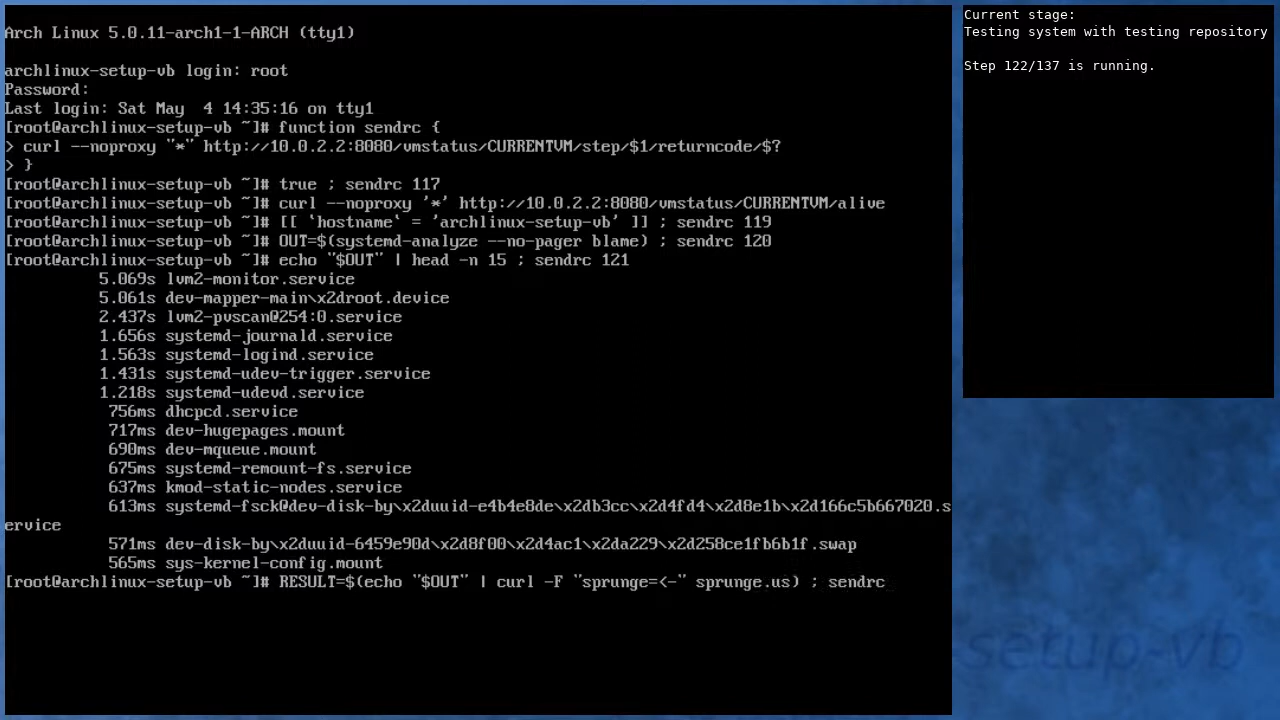 Arch Linux 5.0.11-arch1-1-ARCH (tty1)
archlinux-setup-vb login: root
Password:
Last login: Sat May  4 14:35:16 on tty1
[root@archlinux-setup-vb ~]# function sendrc {
> curl --noproxy "*" http://10.0.2.2:8080/vmstatus/CURRENTVM/step/$1/returncode/$?
> }
[root@archlinux-setup-vb ~]# true ; sendrc 117
[root@archlinux-setup-vb ~]# curl --noproxy '*' http://10.0.2.2:8080/vmstatus/CURRENTVM/alive
[root@archlinux-setup-vb ~]# [[ `hostname` = 'archlinux-setup-vb' ]] ; sendrc 119
[root@archlinux-setup-vb ~]# OUT=$(systemd-analyze --no-pager blame) ; sendrc 120
[root@archlinux-setup-vb ~]# echo "$OUT" | head -n 15 ; sendrc 121
5.069s lvm2-monitor.service
5.061s dev-mapper-main\x2droot.device
2.437s lvm2-pvscan@254:0.service
1.656s systemd-journald.service
1.563s systemd-logind.service
1.431s systemd-udev-trigger.service
1.218s systemd-udevd.service
756ms dhcpcd.service
717ms dev-hugepages.mount
690ms dev-mqueue.mount
675ms systemd-remount-fs.service
637ms kmod-static-nodes.service
613ms systemd-fsck@dev-disk-by\x2duuid-e4b4e8de\x2db3cc\x2d4fd4\x2d8e1b\x2d166c5b667020.s
ervice
571ms dev-disk-by\x2duuid-6459e90d\x2d8f00\x2d4ac1\x2da229\x2d258ce1fb6b1f.swap
565ms sys-kernel-config.mount
[root@archlinux-setup-vb ~]# RESULT=$(echo "$OUT" | curl -F "sprunge=<-" sprunge.us) ; sendrc
Current stage:
Testing system with testing repository
Step 122/137 is running.
setup-vb